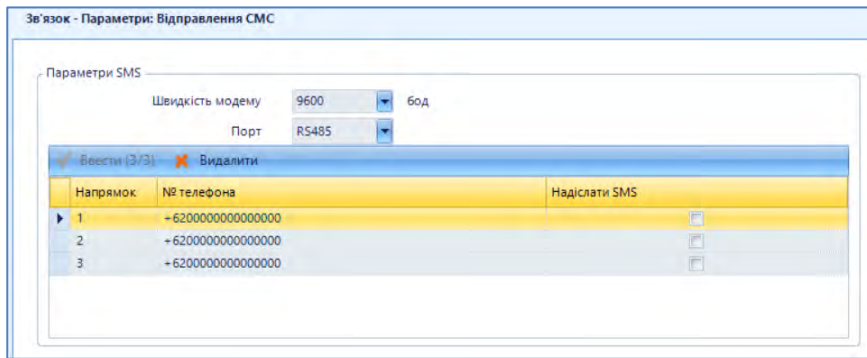 Зв'язок - Параметри: Відправлення СМС
Параметри SMS
Швидкість модему 9600 бод
Порт RS485
Ввести (3/3) Видалити
Напрямок № телефона Надіслати SMS
1 +6200000000000000
2 +6200000000000000
3 +6200000000000000